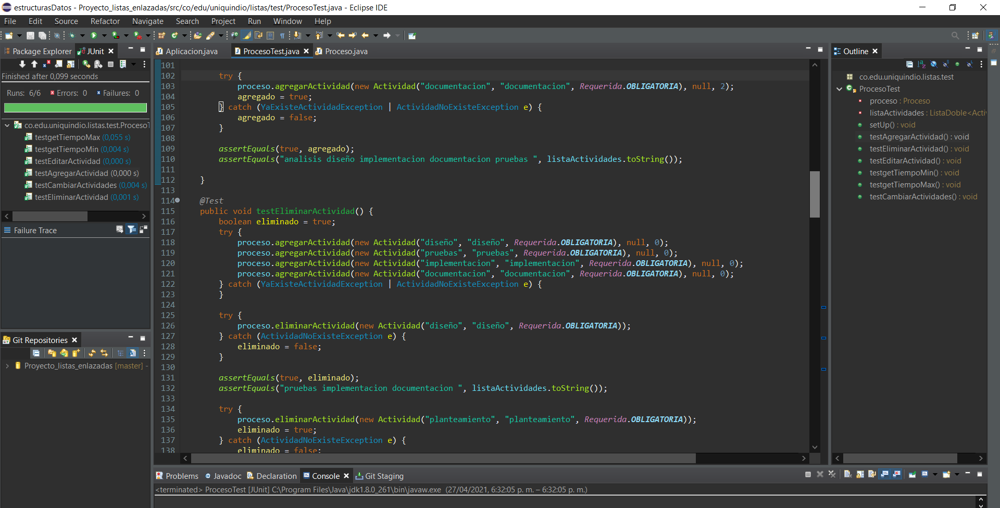 estructurasDatos - Proyecto_listas_enlazadas/src/co/edu/uniquindio/listas/test/ProcesoTest.java - Eclipse IDE
File Edit Source Refactor Navigate Search Project Run Window Help
Package Explorer JUnit
Finished after 0,099 seconds
Runs: 6/6 Errors: 0 Failures: 0
co.edu.uniquindio.listas.test.ProcesoT
testgetTiempoMax (0,055 s)
testgetTiempoMin (0,004 s)
testEditarActividad (0,000 s)
testAgregarActividad (0,000 s)
testCambiarActividades (0,004 s)
testEliminarActividad (0,001 s)
Failure Trace
Git Repositories
Proyecto_listas_enlazadas [master] -
Aplicacion.java ProcesoTest.java Proceso.java
101
102 try {
103 proceso.agregarActividad(new Actividad("documentacion", "documentacion", Requerida.OBLIGATORIA), null, 2);
104 agregado = true;
105 } catch (YaExisteActividadException | ActividadNoExisteException e) {
106 agregado = false;
107 }
108
109 assertEquals(true, agregado);
110 assertEquals("analisis diseño implementacion documentacion pruebas ", listaActividades.toString());
111
112 }
113
114 @Test
115 public void testEliminarActividad() {
116 boolean eliminado = true;
117 try {
118 proceso.agregarActividad(new Actividad("diseño", "diseño", Requerida.OBLIGATORIA), null, 0);
119 proceso.agregarActividad(new Actividad("pruebas", "pruebas", Requerida.OBLIGATORIA), null, 0);
120 proceso.agregarActividad(new Actividad("implementacion", "implementacion", Requerida.OBLIGATORIA), null, 0);
121 proceso.agregarActividad(new Actividad("documentacion", "documentacion", Requerida.OBLIGATORIA), null, 0);
122 } catch (YaExisteActividadException | ActividadNoExisteException e) {
123 }
124
125 try {
126 proceso.eliminarActividad(new Actividad("diseño", "diseño", Requerida.OBLIGATORIA));
127 } catch (ActividadNoExisteException e) {
128 eliminado = false;
129 }
130
131 assertEquals(true, eliminado);
132 assertEquals("pruebas implementacion documentacion ", listaActividades.toString());
133
134 try {
135 proceso.eliminarActividad(new Actividad("planteamiento", "planteamiento", Requerida.OBLIGATORIA));
136 eliminado = true;
137 } catch (ActividadNoExisteException e) {
138 eliminado = false;
Outline
co.edu.uniquindio.listas.test
ProcesoTest
proceso : Proceso
listaActividades : ListaDoble<Activ
setUp() : void
testAgregarActividad() : void
testEliminarActividad() : void
testEditarActividad() : void
testgetTiempoMin() : void
testgetTiempoMax() : void
testCambiarActividades() : void
Problems Javadoc Declaration Console Git Staging
<terminated> ProcesoTest [JUnit] C:\Program Files\Java\jdk1.8.0_261\bin\javaw.exe (27/04/2021, 6:32:05 p. m. – 6:32:05 p. m.)